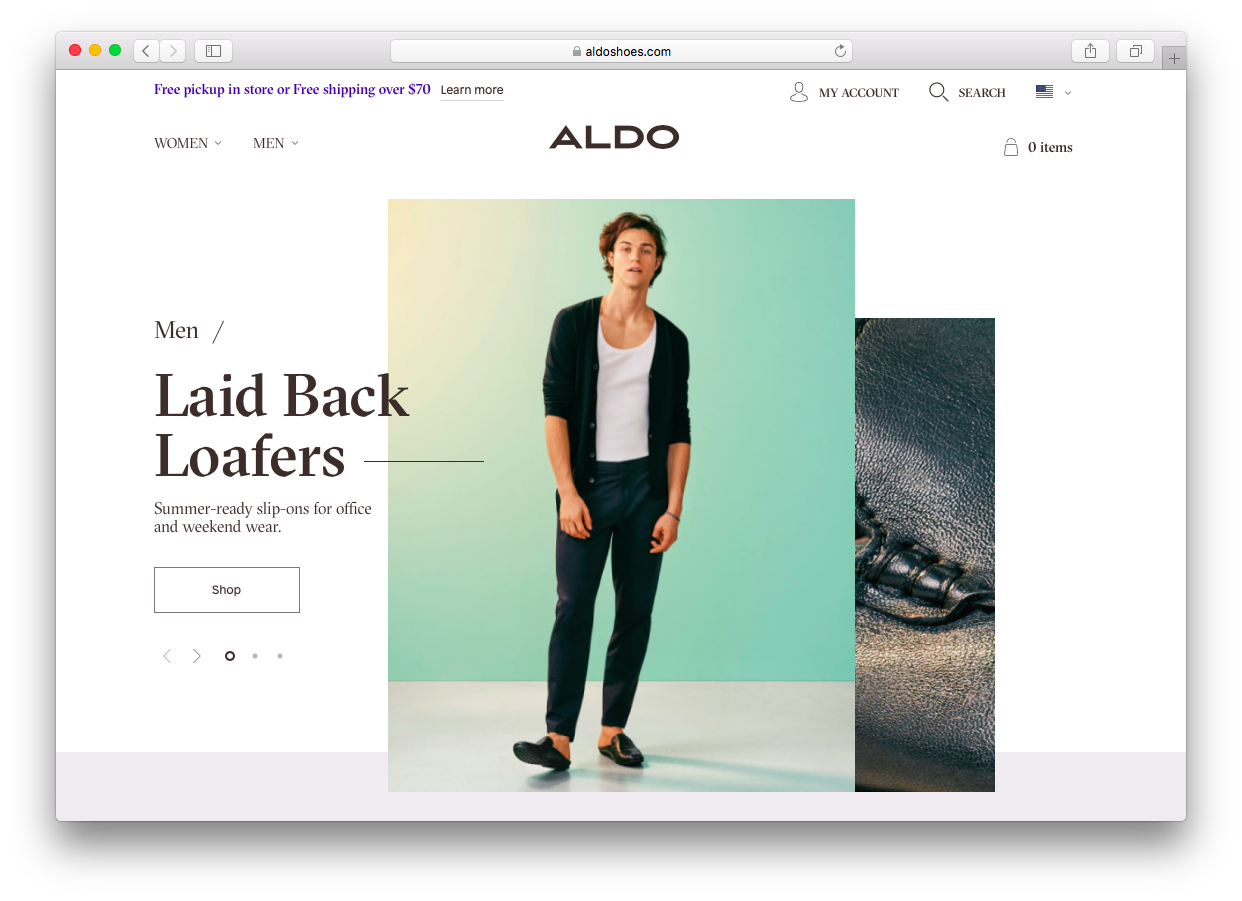 aldoshoes.com
Free pickup in store or Free shipping over $70 Learn more
MY ACCOUNT
SEARCH
WOMEN
MEN
ALDO
0 items
Men /
Laid Back
Loafers
Summer-ready slip-ons for office
and weekend wear.
Shop